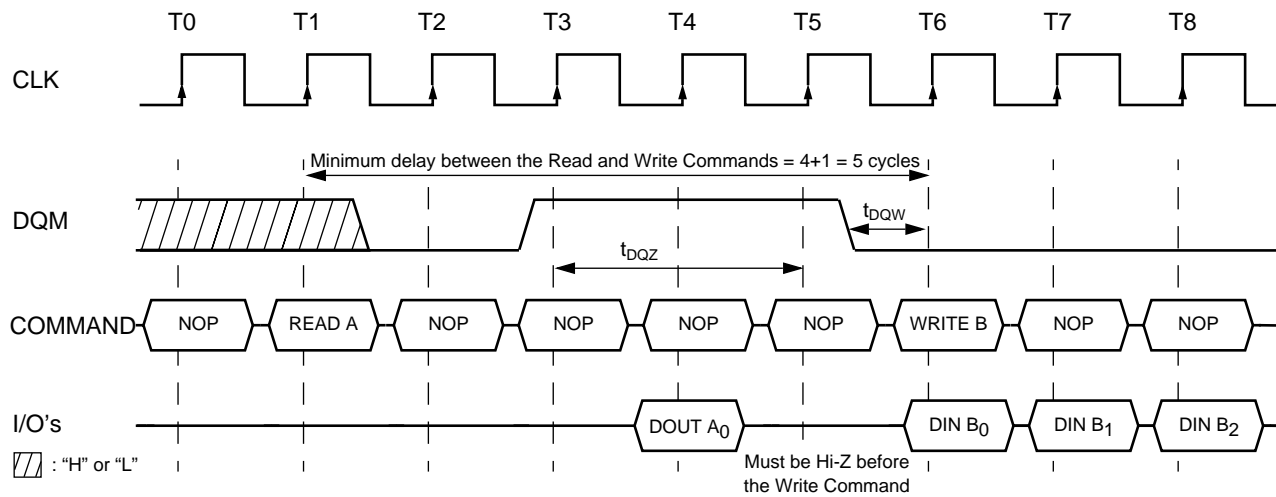 T0 T1 T2 T3 T4 T5 T6 T7 T8
CLK
Minimum delay between the Read and Write Commands = 4+1 = 5 cycles
DQM
tDQW
tDQZ
COMMAND NOP READ A NOP NOP NOP NOP WRITE B NOP NOP
I/O's DOUT A0 DIN B0 DIN B1 DIN B2
: “H” or “L”
Must be Hi-Z before
the Write Command